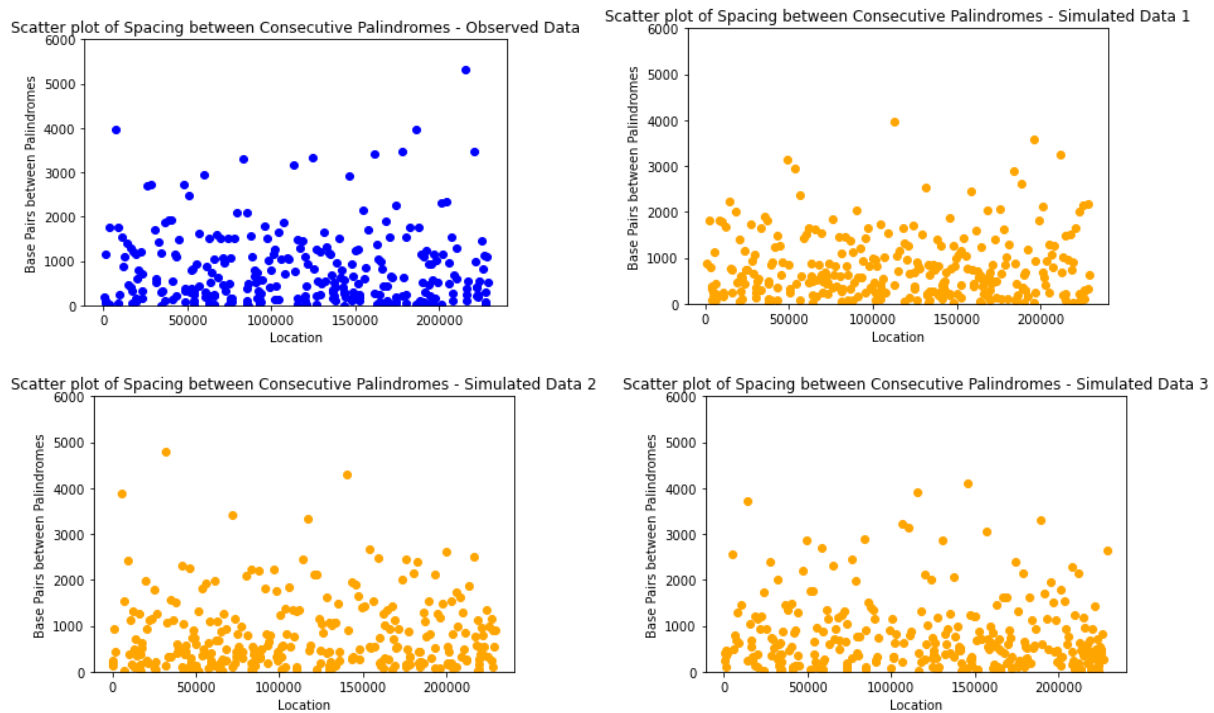 Scatter plot of Spacing between Consecutive Palindromes - Observed Data
6000
5000
4000
3000
2000
1000
0
Base Pairs between Palindromes
0 50000 100000 150000 200000
Location
Scatter plot of Spacing between Consecutive Palindromes - Simulated Data 1
6000
5000
4000
3000
2000
1000
0
Base Pairs between Palindromes
0 50000 100000 150000 200000
Location
Scatter plot of Spacing between Consecutive Palindromes - Simulated Data 2
6000
5000
4000
3000
2000
1000
0
Base Pairs between Palindromes
0 50000 100000 150000 200000
Location
Scatter plot of Spacing between Consecutive Palindromes - Simulated Data 3
6000
5000
4000
3000
2000
1000
0
Base Pairs between Palindromes
0 50000 100000 150000 200000
Location